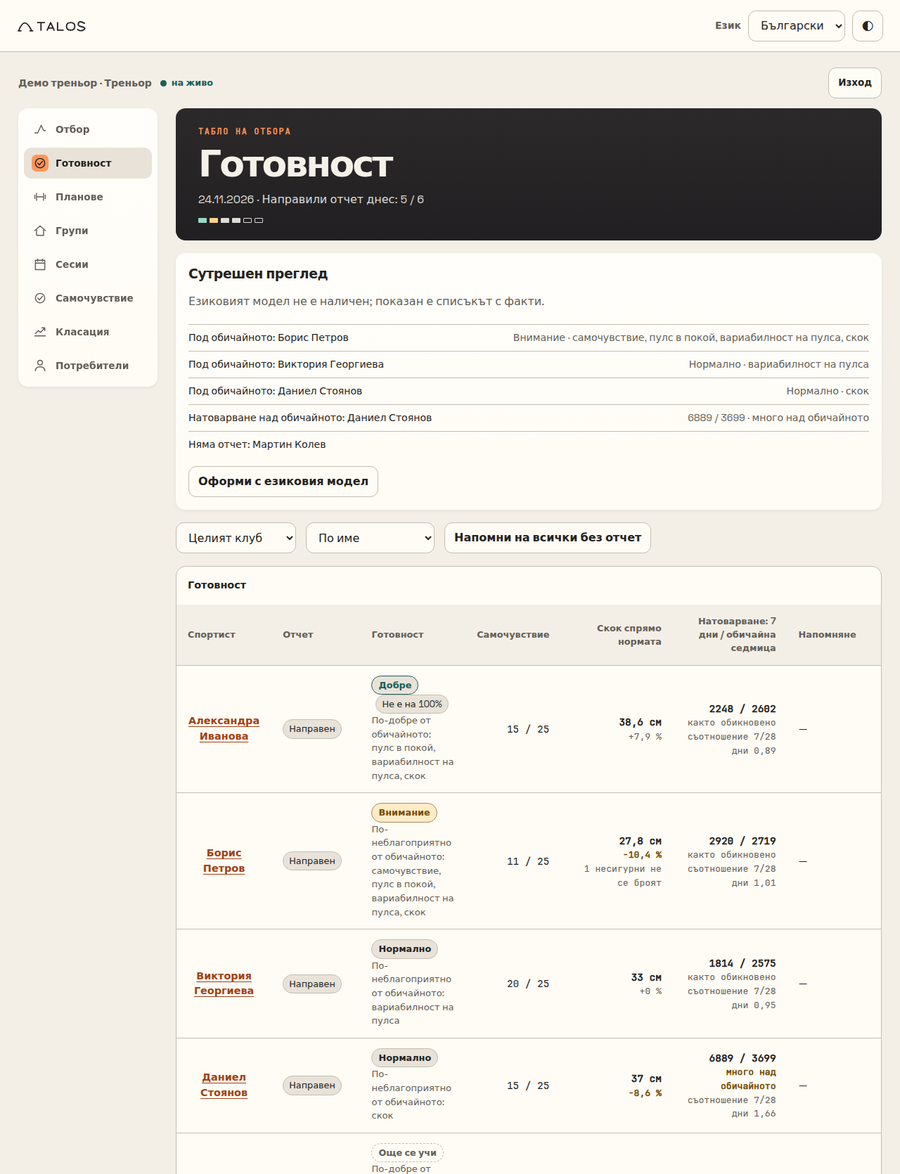 TALOS
Език
Български
Демо треньор · Треньор
на живо
Изход
Отбор
Готовност
Планове
Групи
Сесии
Самочувствие
Класация
Потребители
ТАБЛО НА ОТБОРА
Готовност
24.11.2026 · Направили отчет днес: 5 / 6
Сутрешен преглед
Езиковият модел не е наличен; показан е списъкът с факти.
Под обичайното: Борис Петров
Внимание · самочувствие, пулс в покой, вариабилност на пулса, скок
Под обичайното: Виктория Георгиева
Нормално · вариабилност на пулса
Под обичайното: Даниел Стоянов
Нормално · скок
Натоварване над обичайното: Даниел Стоянов
6889 / 3699 · много над обичайното
Няма отчет: Мартин Колев
Оформи с езиковия модел
Целият клуб
По име
Напомни на всички без отчет
Готовност
Спортист
Отчет
Готовност
Самочувствие
Скок спрямо
нормата
Натоварване: 7
дни / обичайна
седмица
Напомняне
Александра
Иванова
Направен
Добре
Не е на 100%
По-добре от
обичайното:
пулс в покой,
вариабилност на
пулса, скок
15 / 25
38,6 см
+7,9 %
2248 / 2602
както обикновено
съотношение 7/28
дни 0,89
—
Борис
Петров
Направен
Внимание
По-
неблагоприятно
от обичайното:
самочувствие,
пулс в покой,
вариабилност на
пулса, скок
11 / 25
27,8 см
-10,4 %
1 несигурни не
се броят
2920 / 2719
както обикновено
съотношение 7/28
дни 1,01
—
Виктория
Георгиева
Направен
Нормално
По-
неблагоприятно
от обичайното:
вариабилност на
пулса
20 / 25
33 см
+0 %
1814 / 2575
както обикновено
съотношение 7/28
дни 0,95
—
Даниел
Стоянов
Направен
Нормално
По-
неблагоприятно
от обичайното:
скок
15 / 25
37 см
-8,6 %
6889 / 3699
много над
обичайното
съотношение 7/28
дни 1,66
—
Още се учи
По-добре от